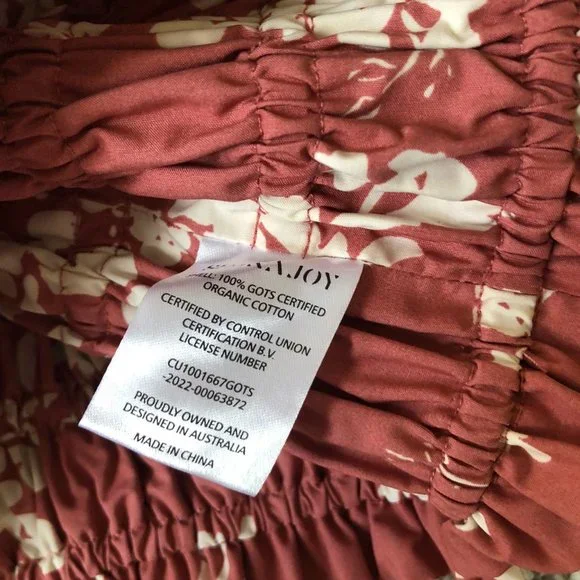 JOY
100% GOTS CERTIFIED
ORGANIC COTTON
CERTIFIED BY CONTROL UNION
CERTIFICATION B.V.
LICENSE NUMBER
CU1001667GOTS
-2022-00063872
PROUDLY OWNED AND
DESIGNED IN AUSTRALIA
MADE IN CHINA